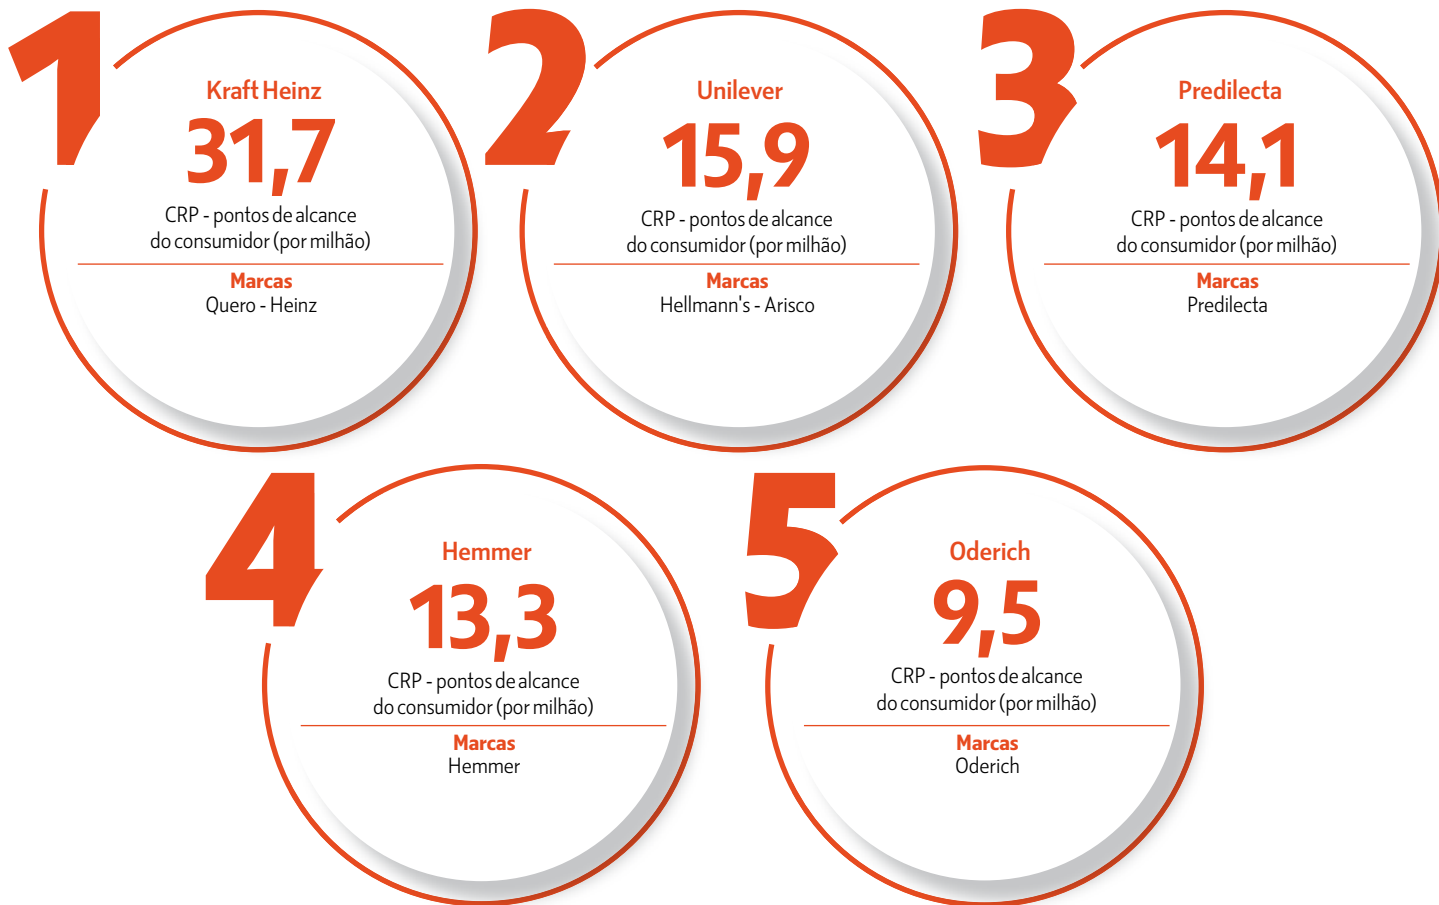 1
Kraft Heinz
31,7
CRP - pontos de alcance
do consumidor (por milhão)
Marcas
Quero - Heinz
2
Unilever
15,9
CRP - pontos de alcance
do consumidor (por milhão)
Marcas
Hellmann's - Arisco
3
Predilecta
14,1
CRP - pontos de alcance
do consumidor (por milhão)
Marcas
Predilecta
4
Hemmer
13,3
CRP - pontos de alcance
do consumidor (por milhão)
Marcas
Hemmer
5
Oderich
9,5
CRP - pontos de alcance
do consumidor (por milhão)
Marcas
Oderich